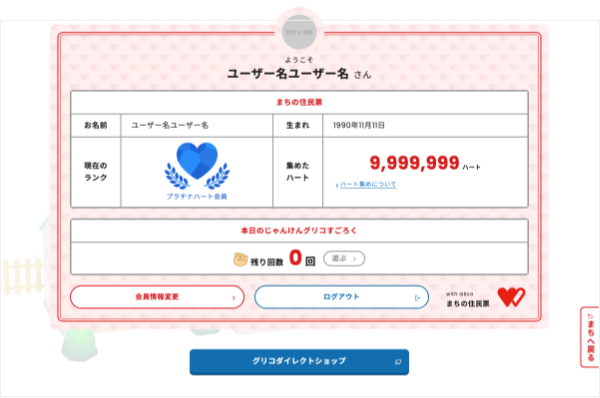 ようこそ
ユーザー名ユーザー名 さん
まちの住民票
お名前
ユーザー名ユーザー名
生まれ
1990年11月11日
現在の
ランク
プラチナハート会員
集めた
ハート
9,999,999 ハート
ハート集めについて
本日のじゃんけんグリコすごろく
残り回数 0 回
遊ぶ
会員情報変更
ログアウト
with Glico
まちの住民票
まちへ戻る
グリコダイレクトショップ